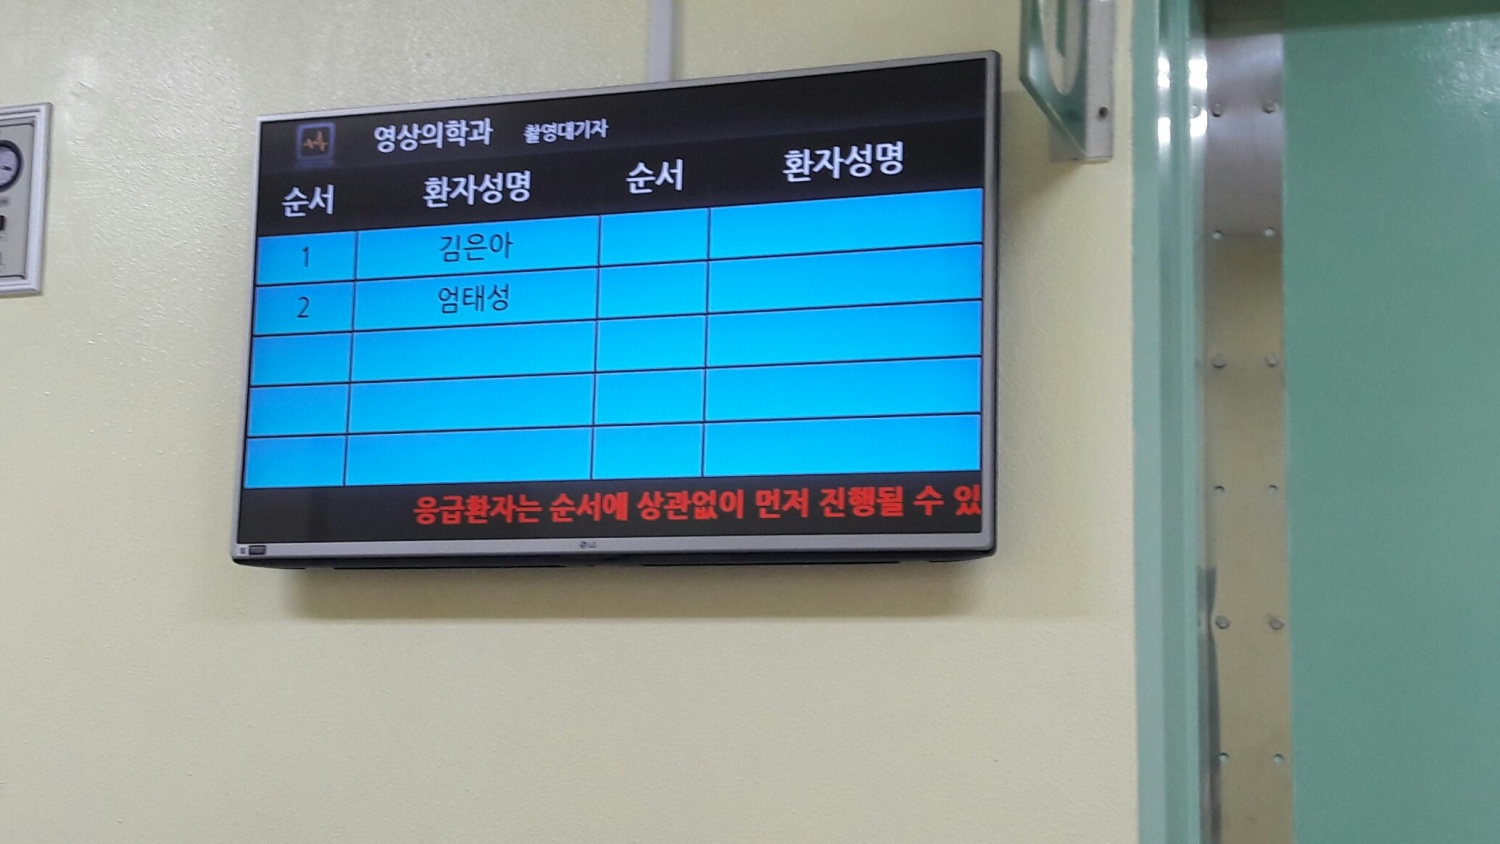 영상의학과 촬영대기자
순서 환자성명 순서 환자성명
1 김은아
2 엄태성
응급환자는 순서에 상관없이 먼저 진행될 수 있
LG